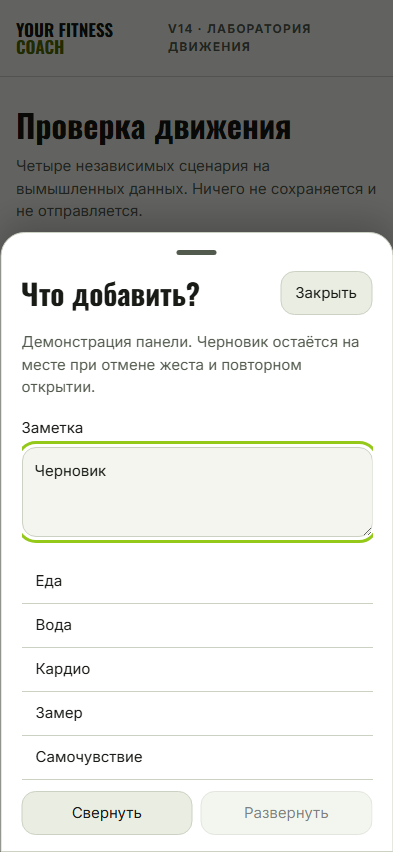 YOUR FITNESS
COACH
V14 · ЛАБОРАТОРИЯ
ДВИЖЕНИЯ
Проверка движения
Четыре независимых сценария на
вымышленных данных. Ничего не сохраняется и
не отправляется.
Что добавить?
Закрыть
Демонстрация панели. Черновик остаётся на
месте при отмене жеста и повторном
открытии.
Заметка
Черновик
Еда
Вода
Кардио
Замер
Самочувствие
Свернуть
Развернуть